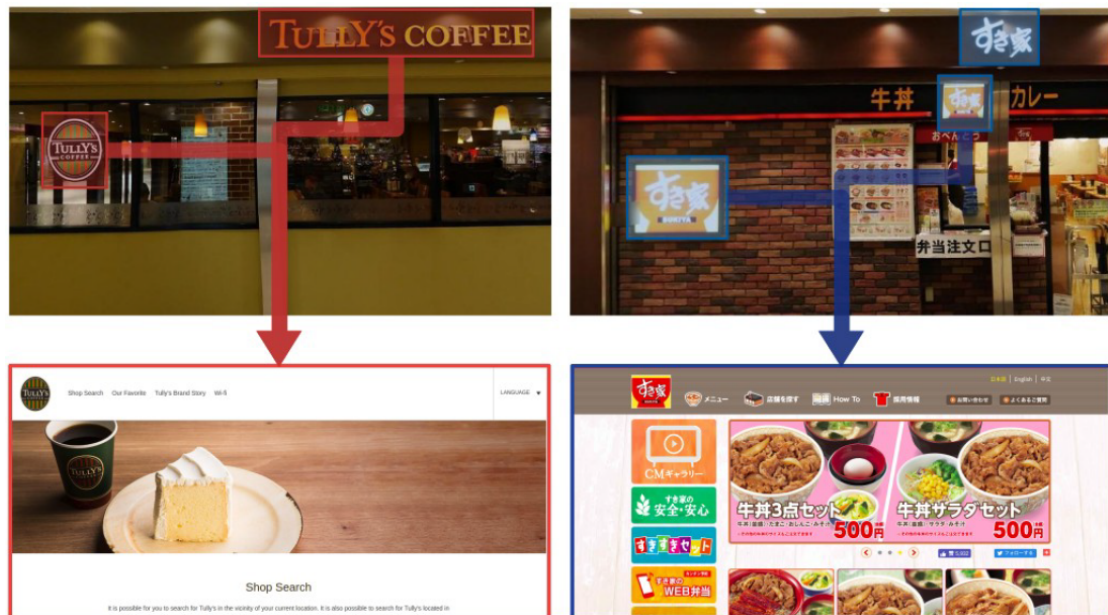 TULLY'S COFFEE
TULLY'S
COFFEE
すき家
牛丼
すき家
カレー
おべんとう
すき家
SUKIYA
弁当注文口
TULLY'S
Shop Search Our Favorite Tully's Brand Story Wi-fi
LANGUAGE
TULLY'S
Shop Search
It is possible for you to search for Tully's in the vicinity of your current location. It is also possible to search for Tully's located in
すき家
日本語 English 中文
メニュー 店舗を探す How To 採用情報
お問い合わせ よくあるご質問
CMギャラリー
すき家の
安全・安心
すきすきセット
すき家の
WEB弁当
牛丼3点セット
500円
牛丼サラダセット
500円
フォローする